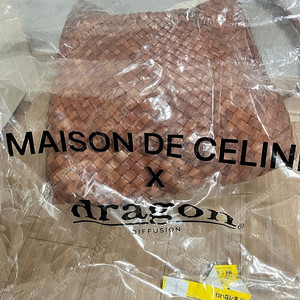 MAISON DE CELIN
X
dragon®
DIFFUSION